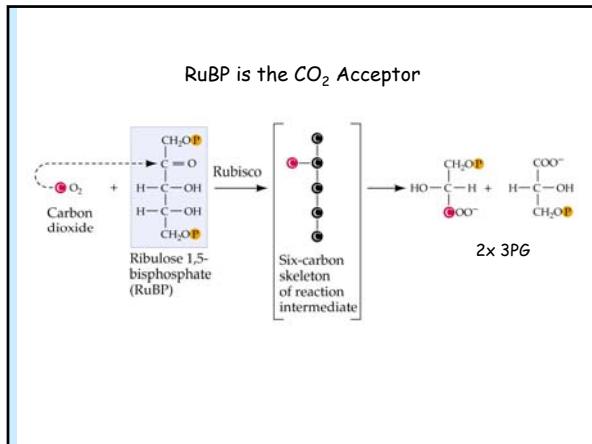 RuBP is the CO₂ Acceptor
C O₂
Carbon
dioxide
+
CH₂OP
C=O
H—C—OH
H—C—OH
CH₂OP
Ribulose 1,5-
bisphosphate
(RuBP)
Rubisco
C
C—C
C
C
C
Six-carbon
skeleton
of reaction
intermediate
CH₂OP
HO—C—H
COO⁻
+
COO⁻
H—C—OH
CH₂OP
2x 3PG